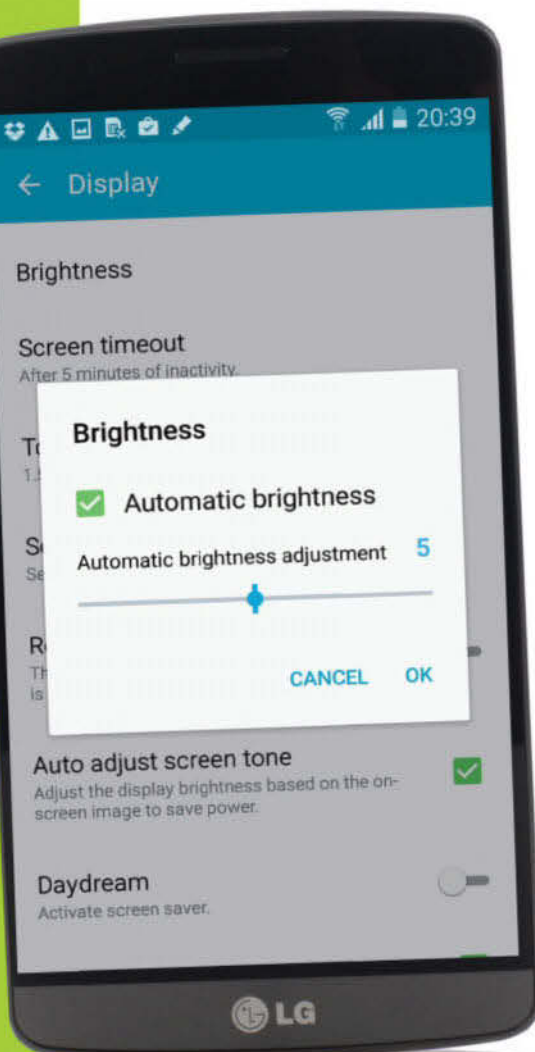 20:39
Display
Brightness
Screen timeout
After 5 minutes of inactivity.
Brightness
Automatic brightness
Automatic brightness adjustment 5
CANCEL OK
Auto adjust screen tone
Adjust the display brightness based on the on-
screen image to save power.
Daydream
Activate screen saver.
LG